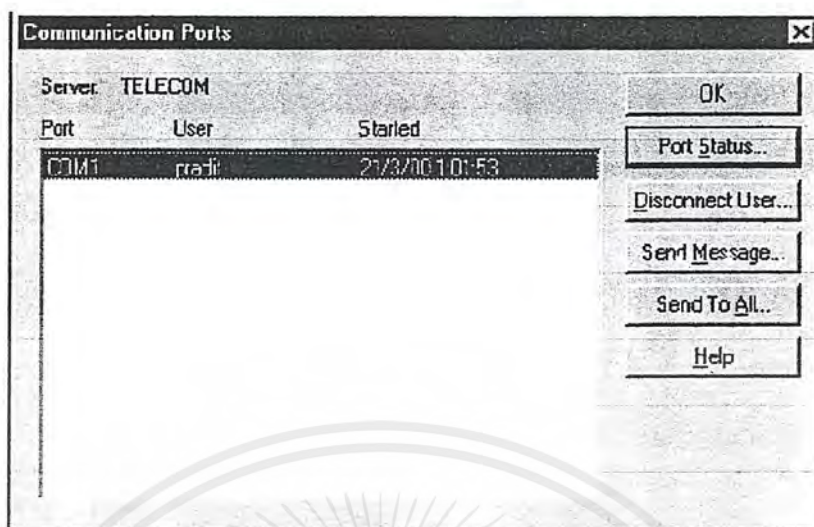 Communication Ports
Server: TELECOM
Port User Started
COM1
OK
Port Status...
Disconnect User...
Send Message...
Send To All...
Help